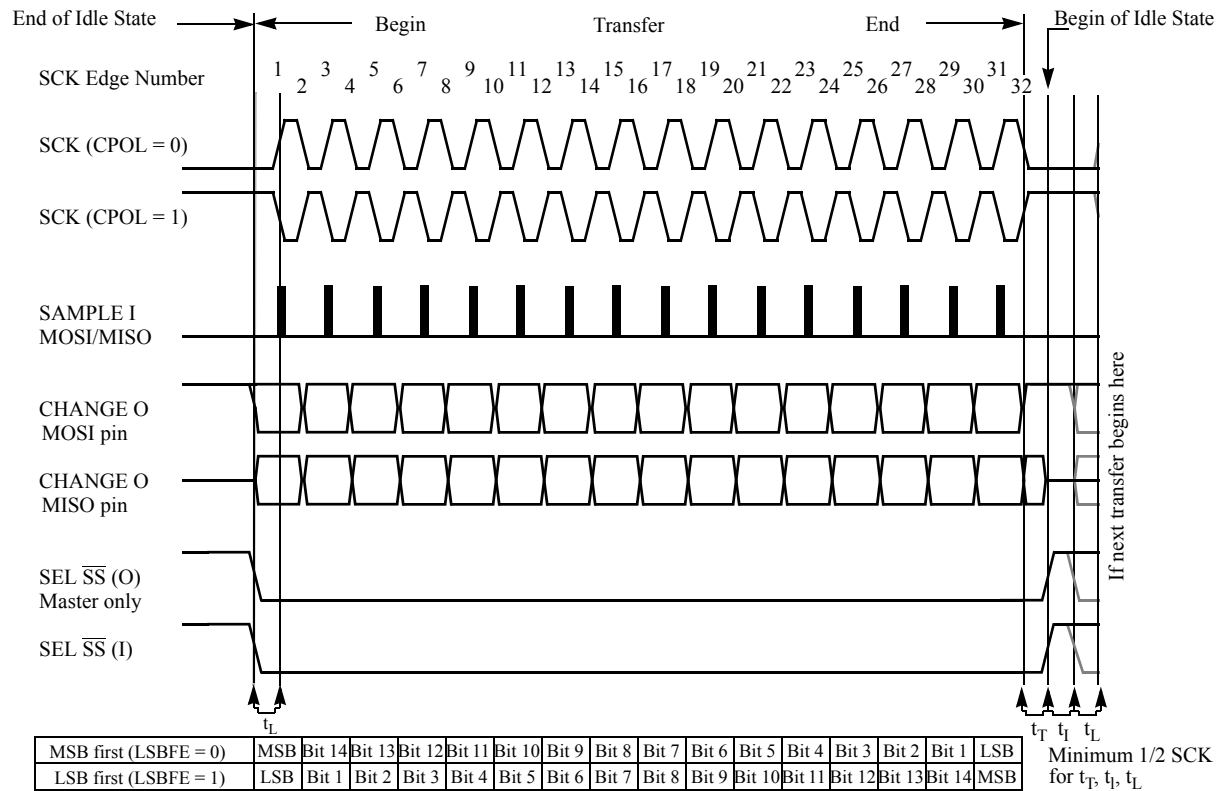 End of Idle State
Begin
Transfer
End
Begin of Idle State
SCK Edge Number
1 3 5 7 9 11 13 15 17 19 21 23 25 27 29 31
2 4 6 8 10 12 14 16 18 20 22 24 26 28 30 32
SCK (CPOL = 0)
SCK (CPOL = 1)
SAMPLE I
MOSI/MISO
CHANGE O
MOSI pin
CHANGE O
MISO pin
SEL S̅S̅ (O)
Master only
SEL S̅S̅ (I)
If next transfer begins here
tL
tT tI tL
MSB first (LSBFE = 0) MSB Bit 14 Bit 13 Bit 12 Bit 11 Bit 10 Bit 9 Bit 8 Bit 7 Bit 6 Bit 5 Bit 4 Bit 3 Bit 2 Bit 1 LSB
LSB first (LSBFE = 1) LSB Bit 1 Bit 2 Bit 3 Bit 4 Bit 5 Bit 6 Bit 7 Bit 8 Bit 9 Bit 10 Bit 11 Bit 12 Bit 13 Bit 14 MSB
Minimum 1/2 SCK
for tT, tl, tL